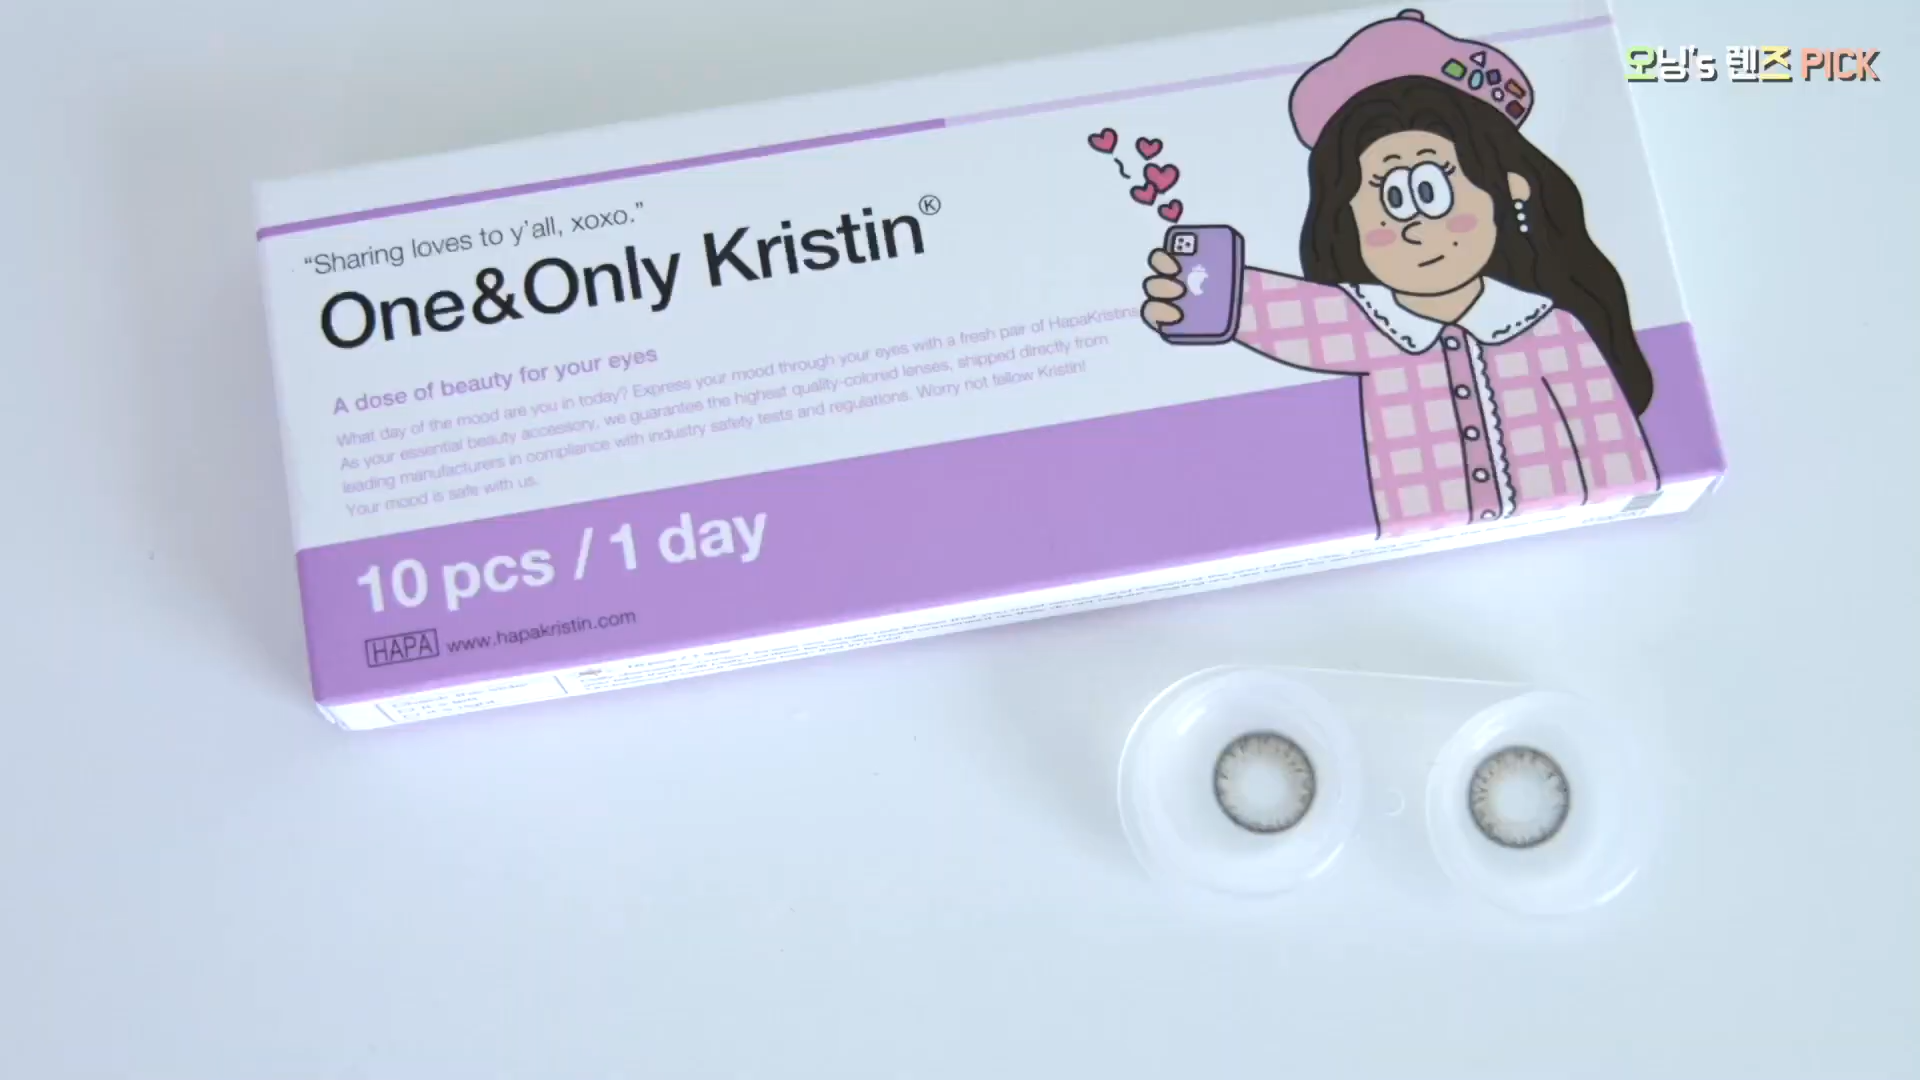 오닝's 렌즈 PICK
“Sharing loves to y’all, xoxo.”
One&Only Kristin®
A dose of beauty for your eyes
What day of the mood are you in today? Express your mood through your eyes with a fresh pair of HapaKristins.
As your essential beauty accessory, we guarantee the highest quality-colored lenses, shipped directly from
leading manufacturers in compliance with industry safety tests and regulations. Worry not fellow Kristin!
Your mood is safe with us.
10 pcs / 1 day
HAPA www.hapakristin.com